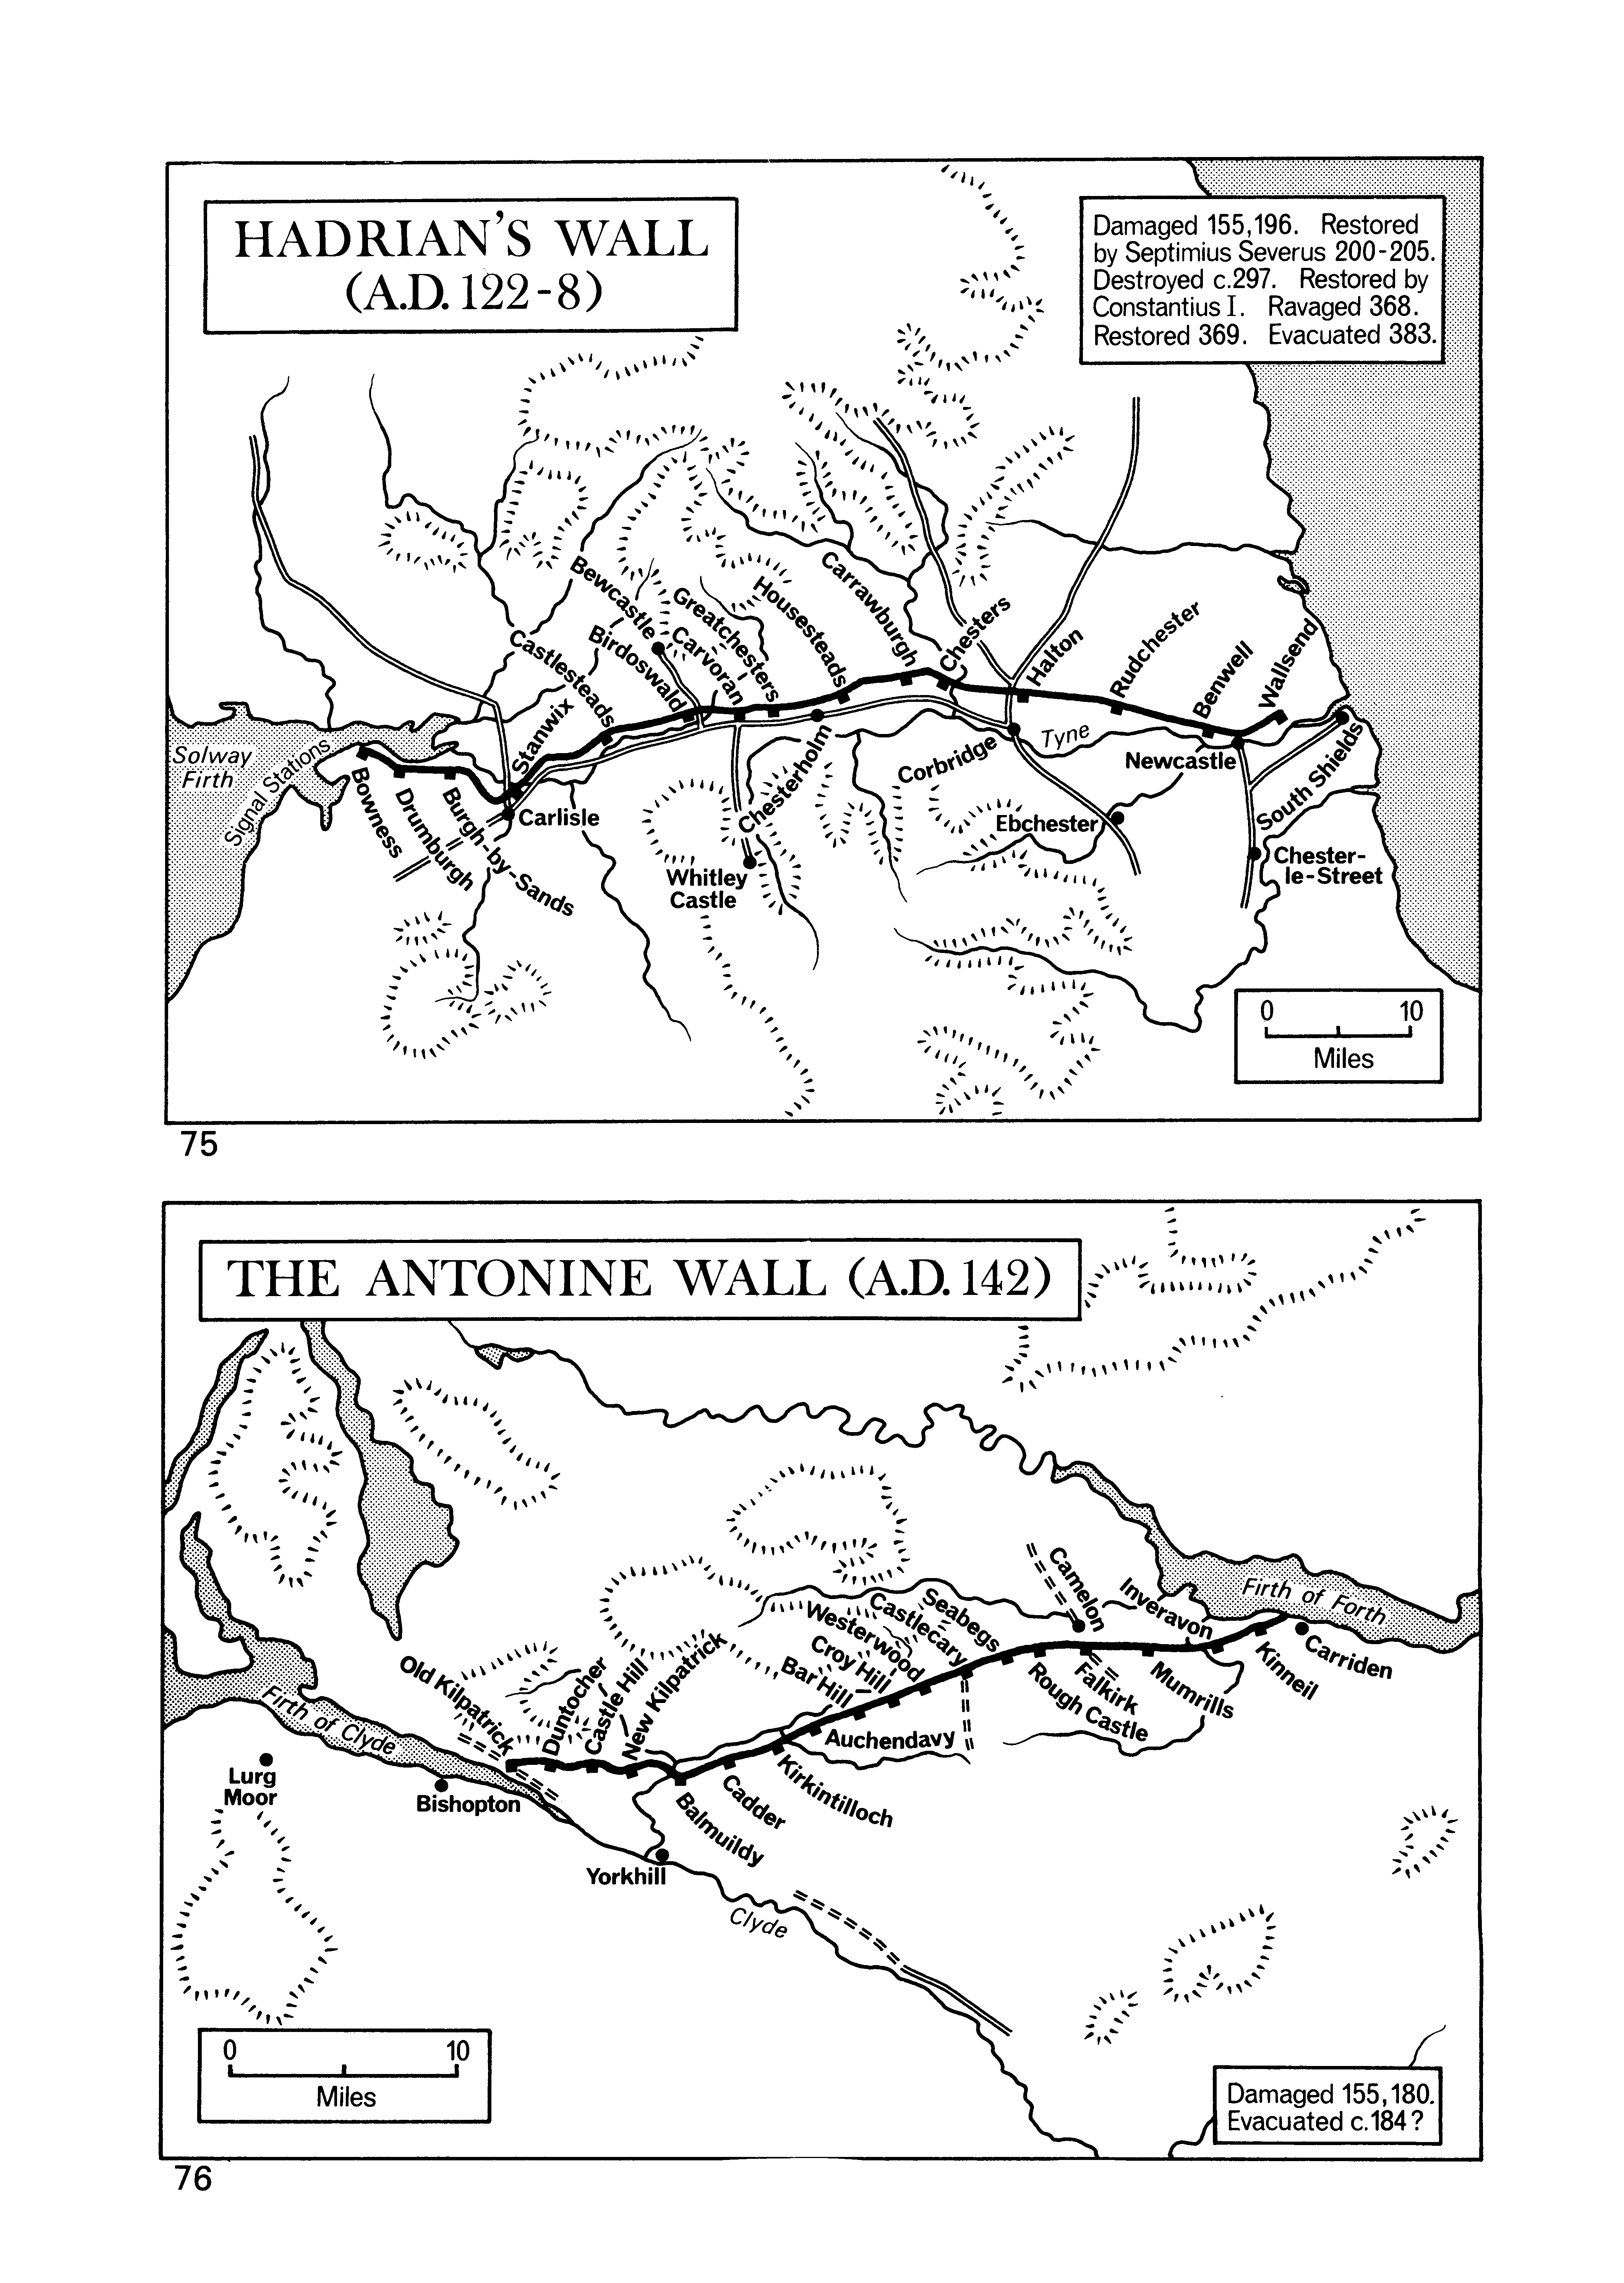 HADRIAN'S WALL
(A.D. 122-8)
Damaged 155,196. Restored
by Septimius Severus 200-205.
Destroyed c.297. Restored by
Constantius I. Ravaged 368.
Restored 369. Evacuated 383.
Bewcastle
Greatchesters
Housesteads
Carrawburgh
Chesters
Castlesteads
Birdoswald
Carvoran
Halton
Rudchester
Benwell
Wallsend
Stanwix
Solway
Firth
Signal Stations
Bowness
Drumburgh
Burgh-by-Sands
Carlisle
Chesterholm
Whitley
Castle
Corbridge
Tyne
Newcastle
South Shields
Ebchester
Chester-
le-Street
0 10
Miles
75
THE ANTONINE WALL (A.D. 142)
Camelon
Inveravon
Firth of Forth
Seabegs
Castlecary
Westerwood
Croy Hill
Bar Hill
Carriden
Kinneil
Mumrills
Falkirk
Rough Castle
Old Kilpatrick
Duntocher
Castle Hill
New Kilpatrick
Auchendavy
Kirkintilloch
Cadder
Balmuildy
Firth of Clyde
Lurg
Moor
Bishopton
Yorkhill
Clyde
0 10
Miles
Damaged 155,180.
Evacuated c.184?
76